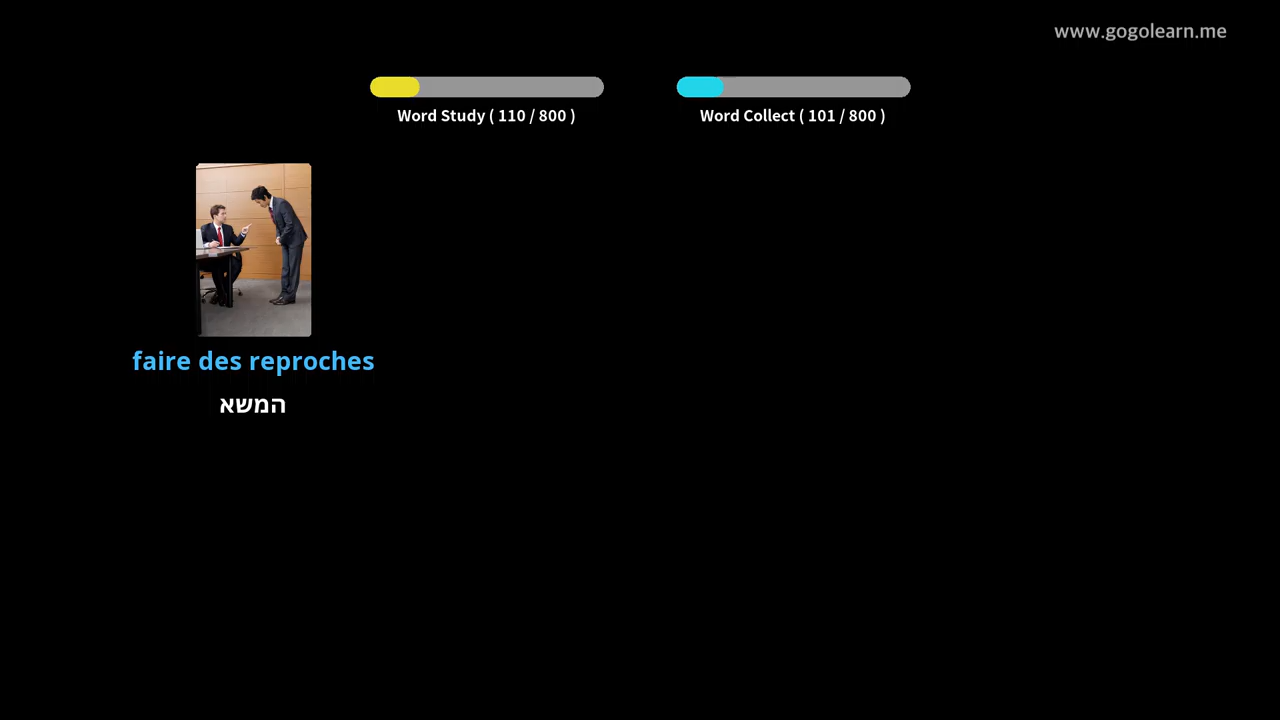 www.gogolearn.me
Word Study ( 110 / 800 )
Word Collect ( 101 / 800 )
faire des reproches
המשא